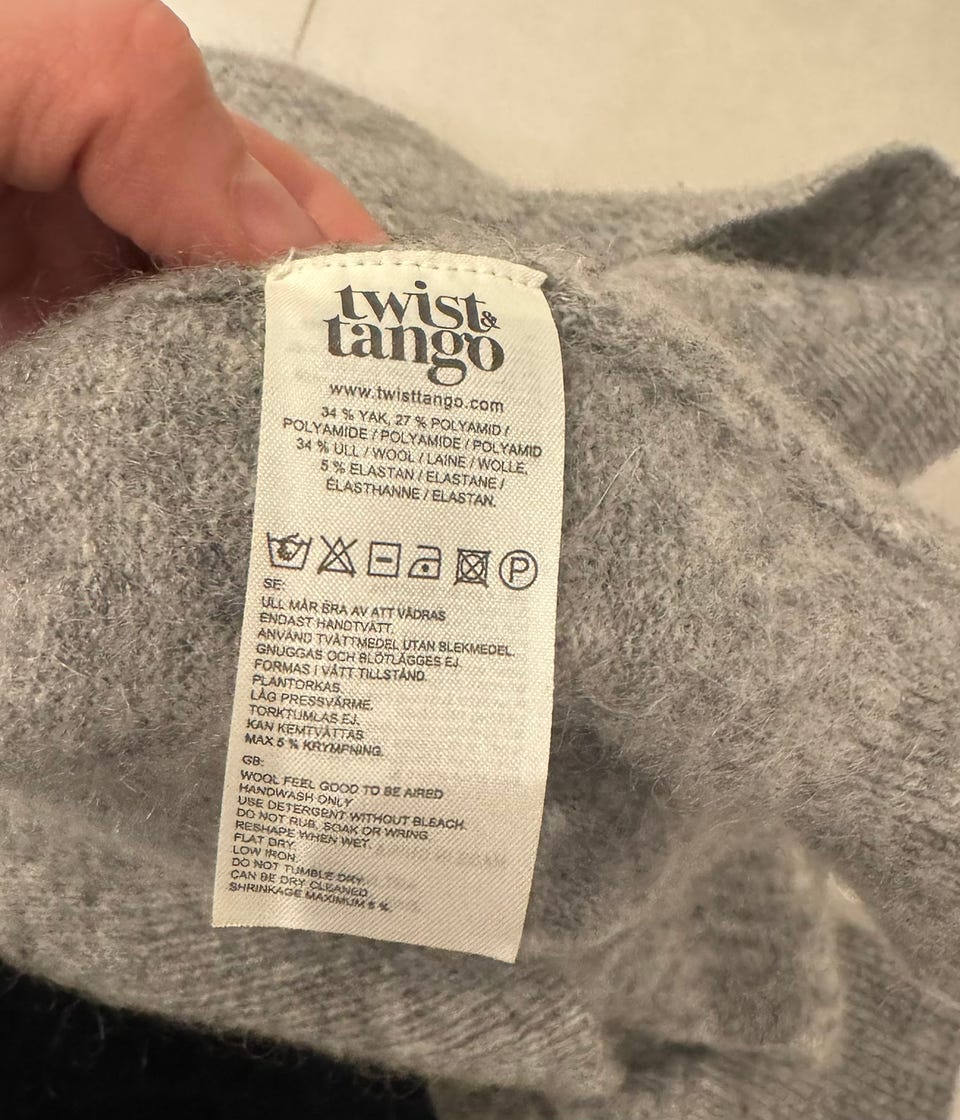 twist&
tango
www.twisttango.com
34 % YAK, 27 % POLYAMID /
POLYAMIDE / POLYAMIDE / POLYAMID
34 % ULL / WOOL / LAINE / WOLLE,
5 % ELASTAN / ELASTANE /
ÉLASTHANNE / ELASTAN.
P
SE:
ULL MÅR BRA AV ATT VÄDRAS
ENDAST HANDTVÄTT.
ANVÄND TVÄTTMEDEL UTAN BLEKMEDEL.
GNUGGAS OCH BLÖTLÄGGES EJ.
FORMAS I VÅTT TILLSTÅND.
PLANTORKAS.
LÅG PRESSVÄRME.
TORKTUMLAS EJ.
KAN KEMTVÄTTAS
MAX 5 % KRYMPNING.
GB:
WOOL FEEL GOOD TO BE AIRED
HANDWASH ONLY
USE DETERGENT WITHOUT BLEACH.
DO NOT RUB, SOAK OR WRING
RESHAPE WHEN WET.
FLAT DRY.
LOW IRON.
DO NOT TUMBLE DRY
CAN BE DRY CLEANED
SHRINKAGE MAXIMUM 5 %.